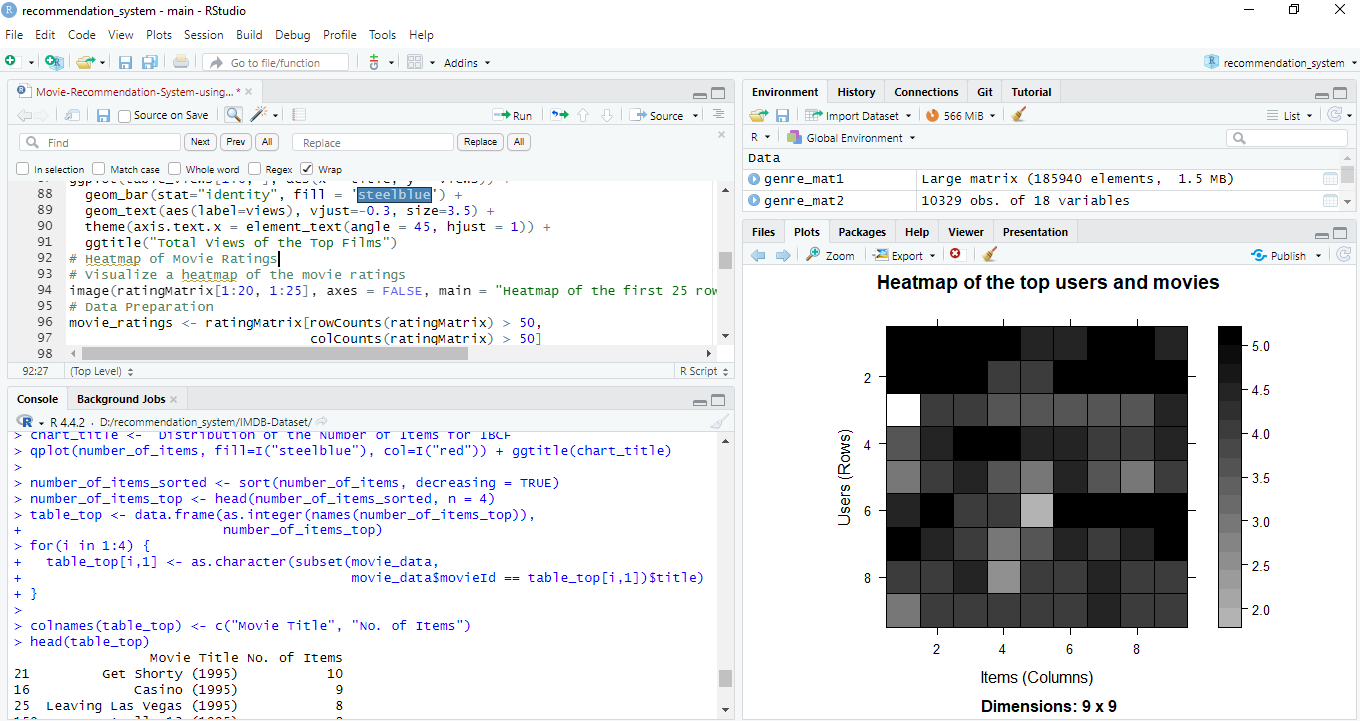 recommendation_system - main - RStudio
File Edit Code View Plots Session Build Debug Profile Tools Help
Go to file/function Addins recommendation_system
Movie-Recommendation-System-using...*
Source on Save Run Source
Find Next Prev All Replace Replace All
In selection Match case Whole word Regex Wrap
88 geom_bar(stat="identity", fill = 'steelblue') +
89 geom_text(aes(label=views), vjust=-0.3, size=3.5) +
90 theme(axis.text.x = element_text(angle = 45, hjust = 1)) +
91 ggtitle("Total Views of the Top Films")
92 # Heatmap of Movie Ratings
93 # Visualize a heatmap of the movie ratings
94 image(ratingMatrix[1:20, 1:25], axes = FALSE, main = "Heatmap of the first 25 row
95 # Data Preparation
96 movie_ratings <- ratingMatrix[rowCounts(ratingMatrix) > 50,
97 colCounts(ratingMatrix) > 50]
98
92:27 (Top Level) R Script
Console Background Jobs
R 4.4.2 · D:/recommendation_system/IMDB-Dataset/
> chart_title <- "Distribution of the Number of Items for IBCF"
> qplot(number_of_items, fill=I("steelblue"), col=I("red")) + ggtitle(chart_title)
>
> number_of_items_sorted <- sort(number_of_items, decreasing = TRUE)
> number_of_items_top <- head(number_of_items_sorted, n = 4)
> table_top <- data.frame(as.integer(names(number_of_items_top)),
+ number_of_items_top)
> for(i in 1:4) {
+ table_top[i,1] <- as.character(subset(movie_data,
+ movie_data$movieId == table_top[i,1])$title)
+ }
>
> colnames(table_top) <- c("Movie Title", "No. of Items")
> head(table_top)
Movie Title No. of Items
21 Get Shorty (1995) 10
16 Casino (1995) 9
25 Leaving Las Vegas (1995) 8
Environment History Connections Git Tutorial
Import Dataset 566 MiB List
R Global Environment
Data
genre_mat1 Large matrix (185940 elements, 1.5 MB)
genre_mat2 10329 obs. of 18 variables
Files Plots Packages Help Viewer Presentation
Zoom Export Publish
Heatmap of the top users and movies
Users (Rows)
2
4
6
8
2 4 6 8
Items (Columns)
Dimensions: 9 x 9
5.0
4.5
4.0
3.5
3.0
2.5
2.0